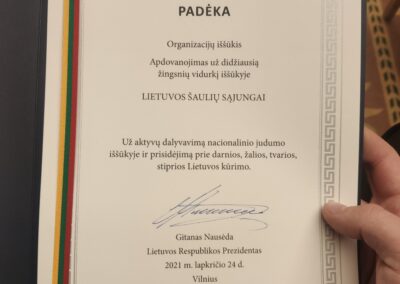 PADĖKA
Organizacijų iššūkis
Apdovanojimas už didžiausią
žingsnių vidurkį iššūkyje
LIETUVOS ŠAULIŲ SĄJUNGAI
Už aktyvų dalyvavimą nacionalinio judumo
iššūkyje ir prisidėjimą prie darnios, žalios, tvarios,
stiprios Lietuvos kūrimo.
Gitanas Nausėda
Lietuvos Respublikos Prezidentas
2021 m. lapkričio 24 d.
Vilnius